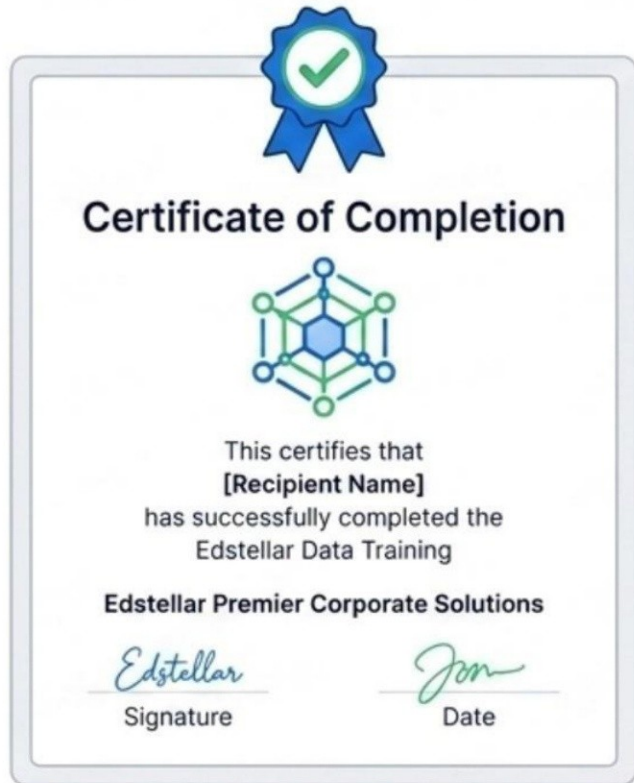 Certificate of Completion
This certifies that
[Recipient Name]
has successfully completed the
Edstellar Data Training
Edstellar Premier Corporate Solutions
Edstellar
Signature
Date